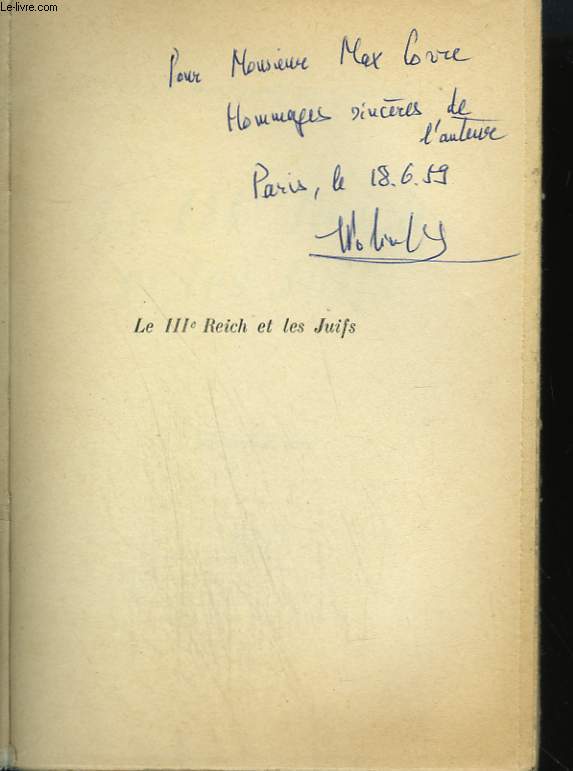 Le-livre.com
Pour Monsieur Max
Hommages sincères de
l'auteur
Paris, le 18.6.59
Le IIIe Reich et les Juifs